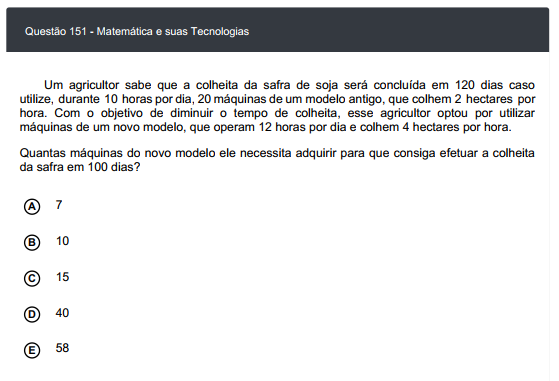 Questão 151 - Matemática e suas Tecnologias
Um agricultor sabe que a colheita da safra de soja será concluída em 120 dias caso
utilize, durante 10 horas por dia, 20 máquinas de um modelo antigo, que colhem 2 hectares por
hora. Com o objetivo de diminuir o tempo de colheita, esse agricultor optou por utilizar
máquinas de um novo modelo, que operam 12 horas por dia e colhem 4 hectares por hora.
Quantas máquinas do novo modelo ele necessita adquirir para que consiga efetuar a colheita
da safra em 100 dias?
A 7
B 10
C 15
D 40
E 58